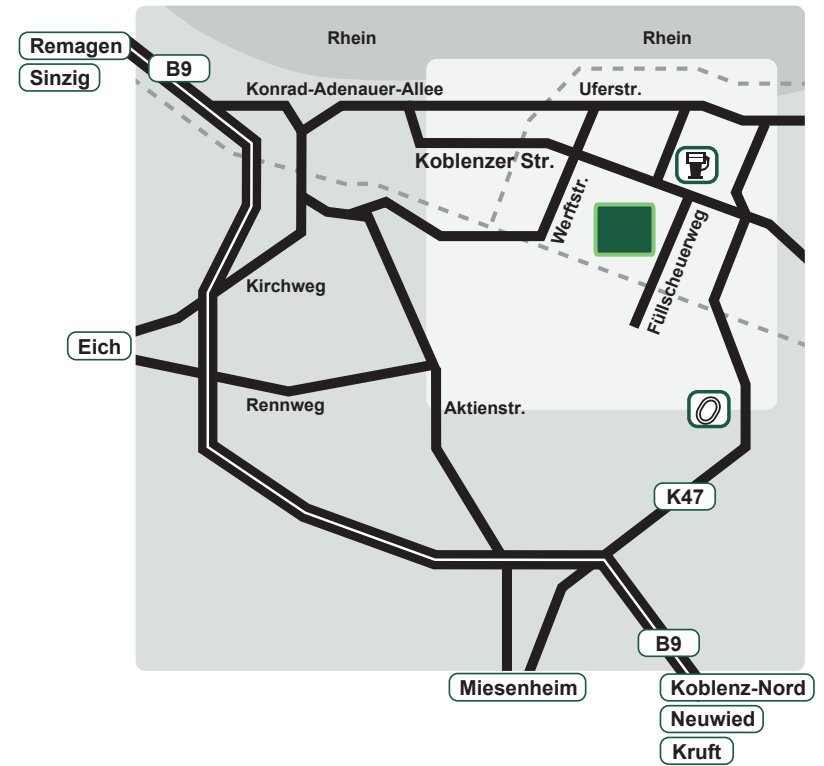 Rhein
Rhein
Remagen
B9
Sinzig
Konrad-Adenauer-Allee
Uferstr.
Koblenzer Str.
Werftstr.
Füllscheuerweg
Kirchweg
Eich
Rennweg
Aktienstr.
K47
B9
Miesenheim
Koblenz-Nord
Neuwied
Kruft